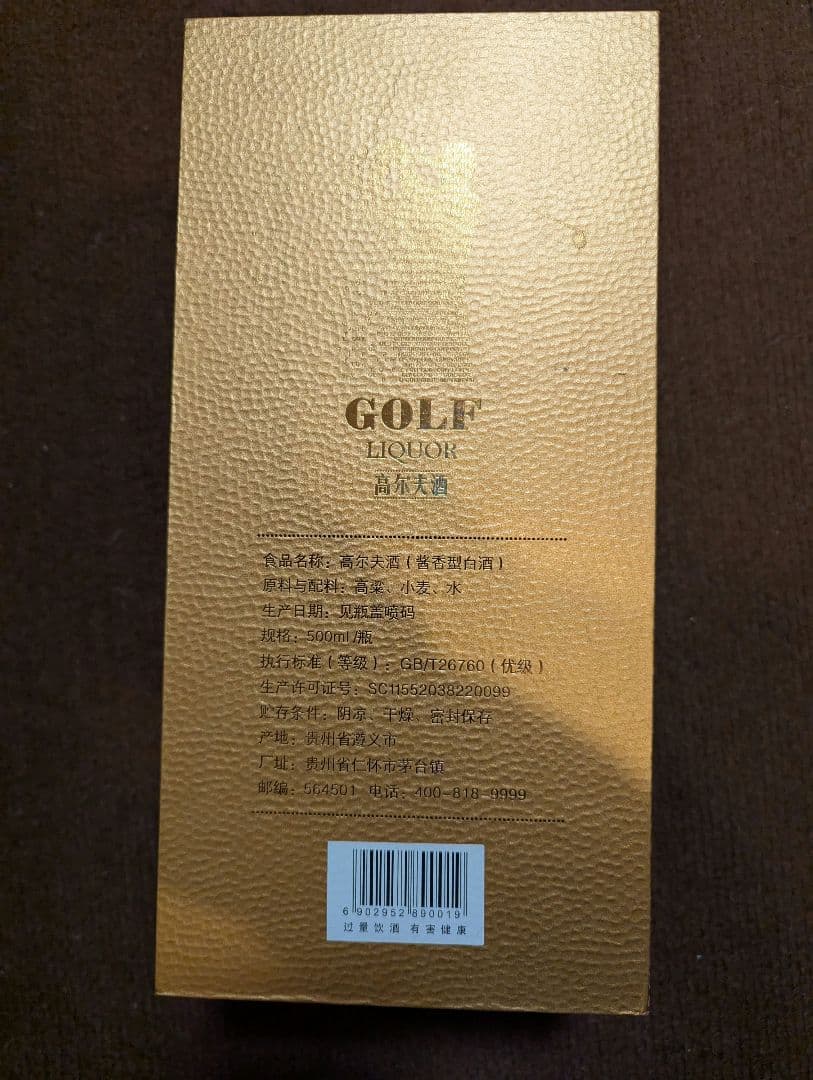 GOLF
LIQUOR
高尔夫酒
食品名称：高尔夫酒（酱香型白酒）
原料与配料：高粱、小麦、水
生产日期：见瓶盖喷码
规格：500ml/瓶
执行标准（等级）：GB/T26760（优级）
生产许可证号：SC11552038220099
贮存条件：阴凉、干燥、密封保存
产地：贵州省遵义市
厂址：贵州省仁怀市茅台镇
邮编：564501 电话：400-818-9999
6 902952 890019
过量饮酒 有害健康